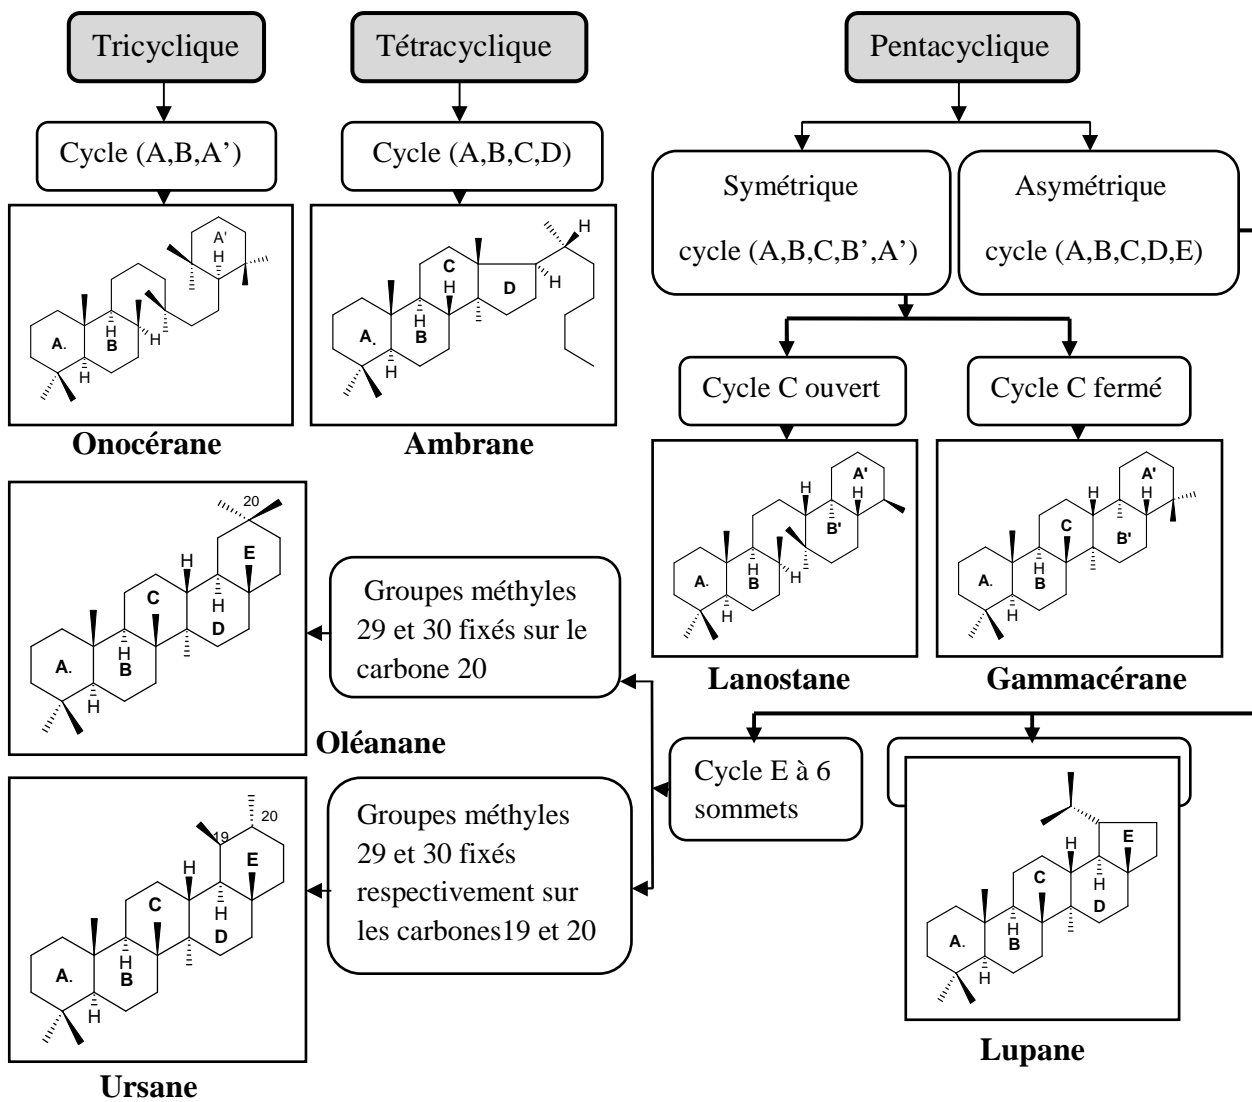 Tricyclique
Tétracyclique
Pentacyclique
Cycle (A,B,A’)
Cycle (A,B,C,D)
Symétrique
cycle (A,B,C,B’,A’)
Asymétrique
cycle (A,B,C,D,E)
A'
H
H
B
H
A.
H
Onocérane
H
H
C
H
D
H
B
A.
H
Ambrane
Cycle C ouvert
Cycle C fermé
A'
H
H
B'
H
B
H
A.
H
Lanostane
A'
H
H
C
B'
H
B
A.
H
Gammacérane
20
E
H
C
H
D
H
B
A.
H
Oléanane
Groupes méthyles
29 et 30 fixés sur le
carbone 20
Cycle E à 6
sommets
Groupes méthyles
29 et 30 fixés
respectivement sur
les carbones19 et 20
20
19
E
H
C
H
D
H
B
A.
H
Ursane
E
H
C
H
D
H
B
A.
H
Lupane